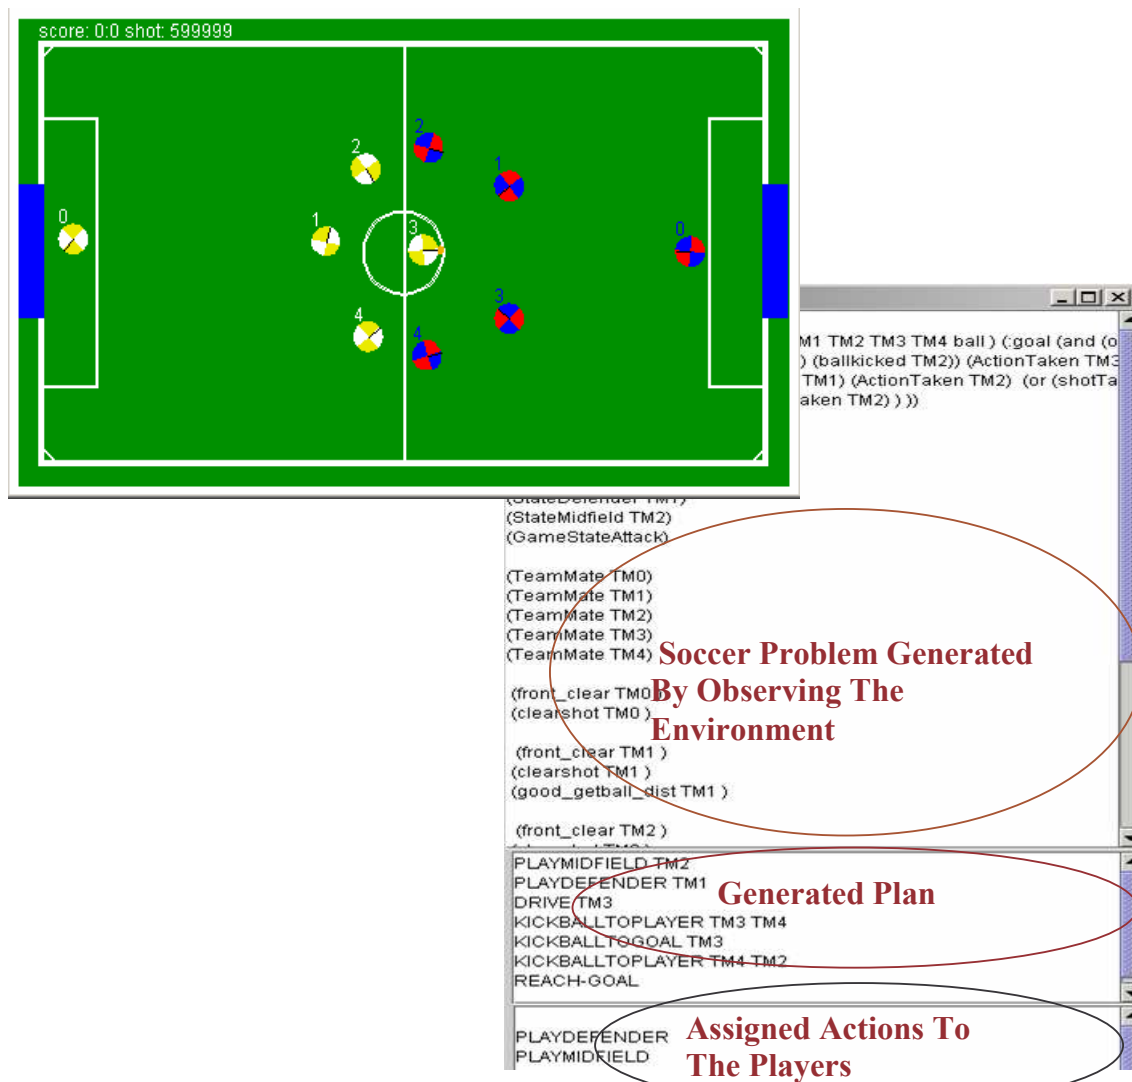 score: 0:0 shot: 599999
2
2
1
0
1
3
0
3
4
4
M1 TM2 TM3 TM4 ball ) (:goal (and (o
) (ballkicked TM2)) (ActionTaken TM3
TM1) (ActionTaken TM2) (or (shotTa
aken TM2) ) ))
(StateDefender TM1)
(StateMidfield TM2)
(GameStateAttack)
(TeamMate TM0)
(TeamMate TM1)
(TeamMate TM2)
(TeamMate TM3)
(TeamMate TM4)
Soccer Problem Generated
By Observing The
Environment
(front_clear TM0 )
(clearshot TM0 )
(front_clear TM1 )
(clearshot TM1 )
(good_getball_dist TM1 )
(front_clear TM2 )
PLAYMIDFIELD TM2
PLAYDEFENDER TM1
DRIVE TM3
KICKBALLTOPLAYER TM3 TM4
KICKBALLTOGOAL TM3
KICKBALLTOPLAYER TM4 TM2
REACH-GOAL
Generated Plan
PLAYDEFENDER
PLAYMIDFIELD
Assigned Actions To
The Players